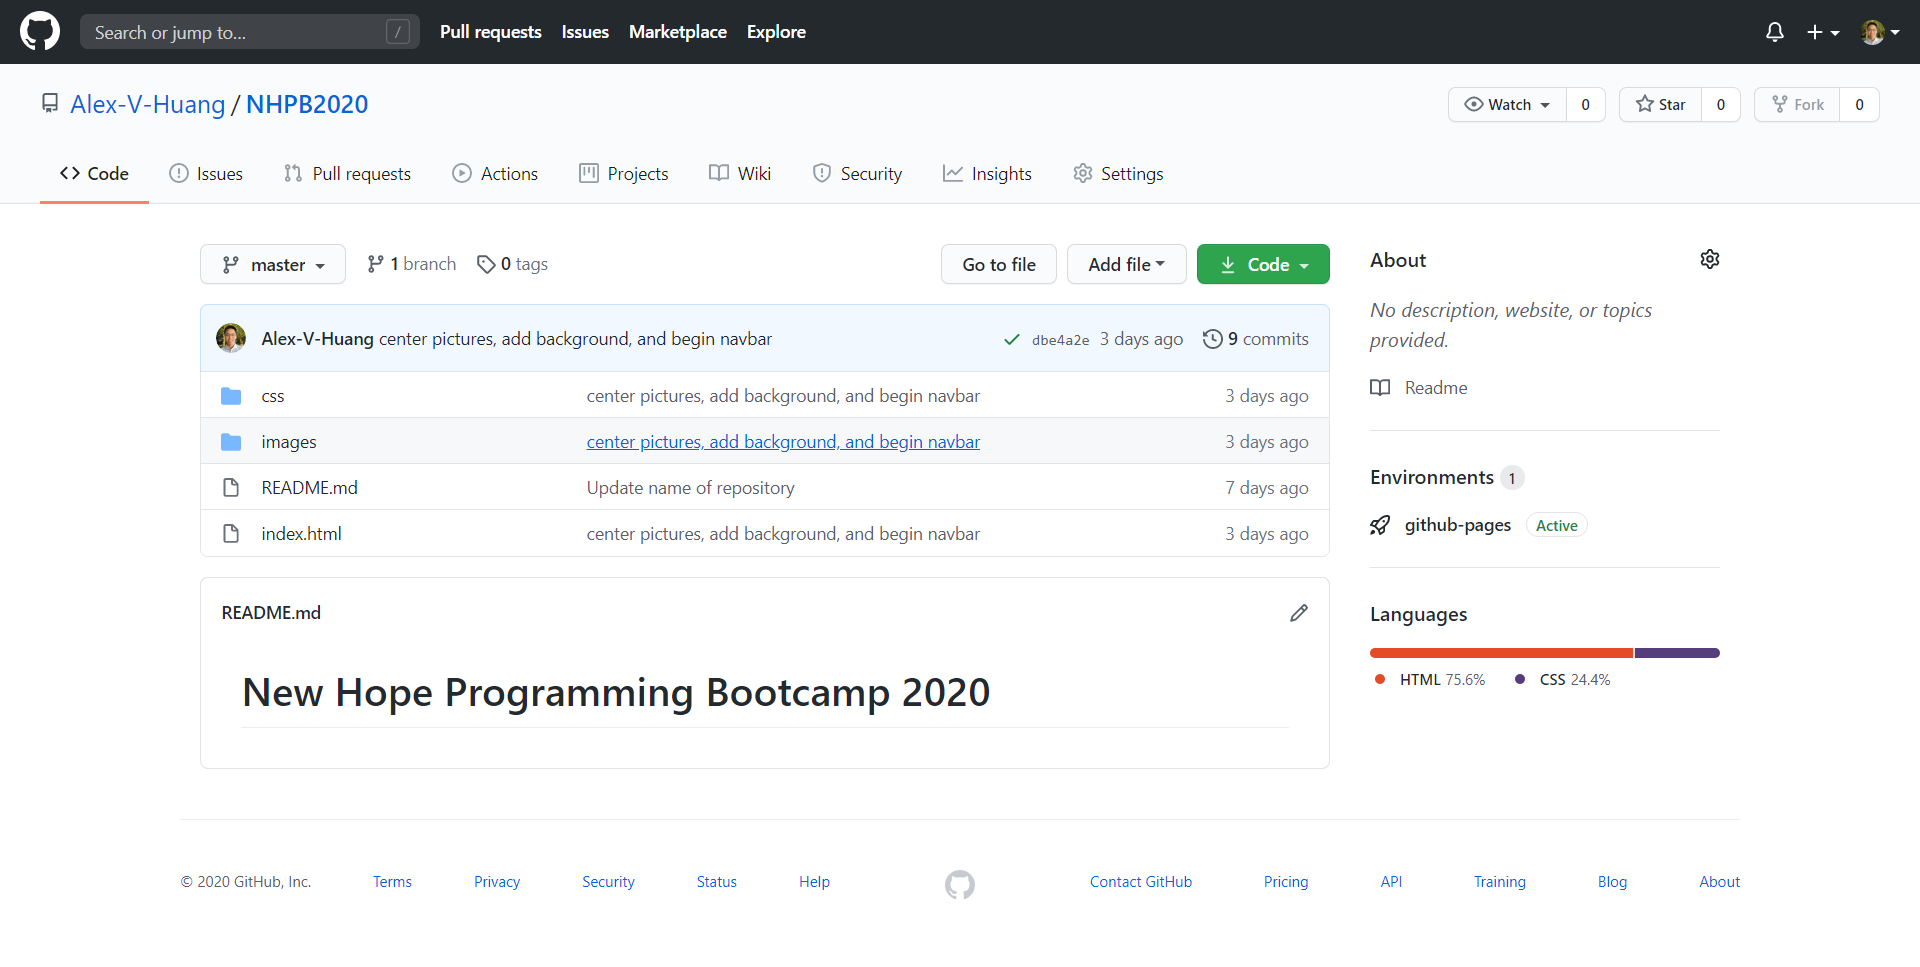 Search or jump to... /
Pull requests Issues Marketplace Explore
Alex-V-Huang / NHPB2020
Watch 0 Star 0 Fork 0
Code Issues Pull requests Actions Projects Wiki Security Insights Settings
master 1 branch 0 tags Go to file Add file Code
Alex-V-Huang center pictures, add background, and begin navbar dbe4a2e 3 days ago 9 commits
css center pictures, add background, and begin navbar 3 days ago
images center pictures, add background, and begin navbar 3 days ago
README.md Update name of repository 7 days ago
index.html center pictures, add background, and begin navbar 3 days ago
README.md
New Hope Programming Bootcamp 2020
About
No description, website, or topics
provided.
Readme
Environments 1
github-pages Active
Languages
HTML 75.6% CSS 24.4%
© 2020 GitHub, Inc. Terms Privacy Security Status Help Contact GitHub Pricing API Training Blog About